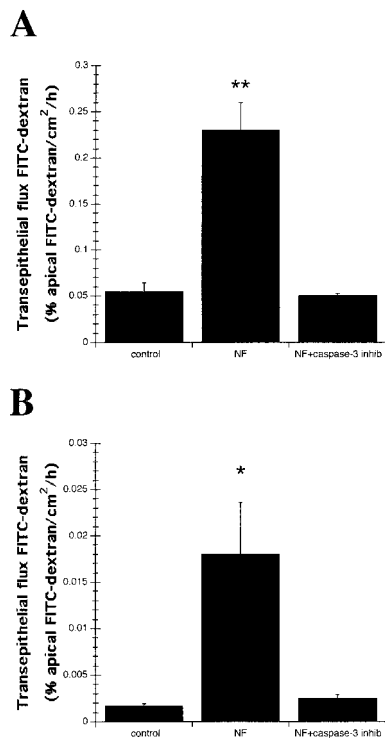 A
Transepithelial flux FITC-dextran
(% apical FITC-dextran/cm²/h)
0.3
0.25
0.2
0.15
0.1
0.05
0
**
control
NF
NF+caspase-3 inhib
B
Transepithelial flux FITC-dextran
(% apical FITC-dextran/cm²/h)
0.03
0.025
0.02
0.015
0.01
0.005
0
*
control
NF
NF+caspase-3 inhib